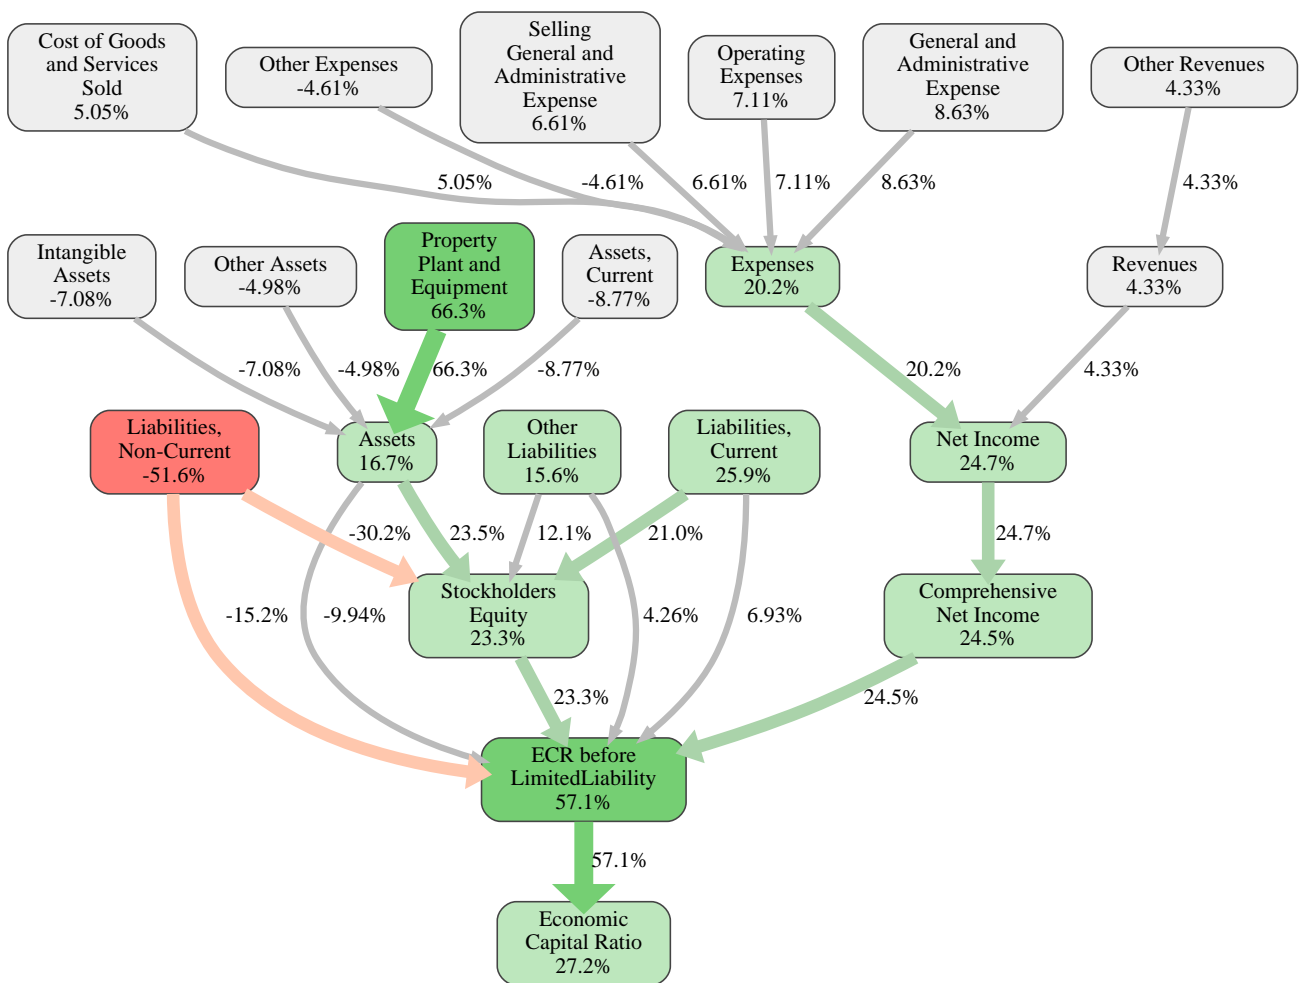 Cost of Goods
and Services
Sold
5.05%
Other Expenses
-4.61%
Selling
General and
Administrative
Expense
6.61%
Operating
Expenses
7.11%
General and
Administrative
Expense
8.63%
Other Revenues
4.33%
5.05%
-4.61%
6.61%
7.11%
8.63%
4.33%
Intangible
Assets
-7.08%
Other Assets
-4.98%
Property
Plant and
Equipment
66.3%
Assets,
Current
-8.77%
Expenses
20.2%
Revenues
4.33%
-7.08%
-4.98%
66.3%
-8.77%
20.2%
4.33%
Liabilities,
Non-Current
-51.6%
Assets
16.7%
Other
Liabilities
15.6%
Liabilities,
Current
25.9%
Net Income
24.7%
-30.2%
23.5%
12.1%
21.0%
24.7%
-15.2%
-9.94%
Stockholders
Equity
23.3%
4.26%
6.93%
Comprehensive
Net Income
24.5%
23.3%
24.5%
ECR before
LimitedLiability
57.1%
57.1%
Economic
Capital Ratio
27.2%